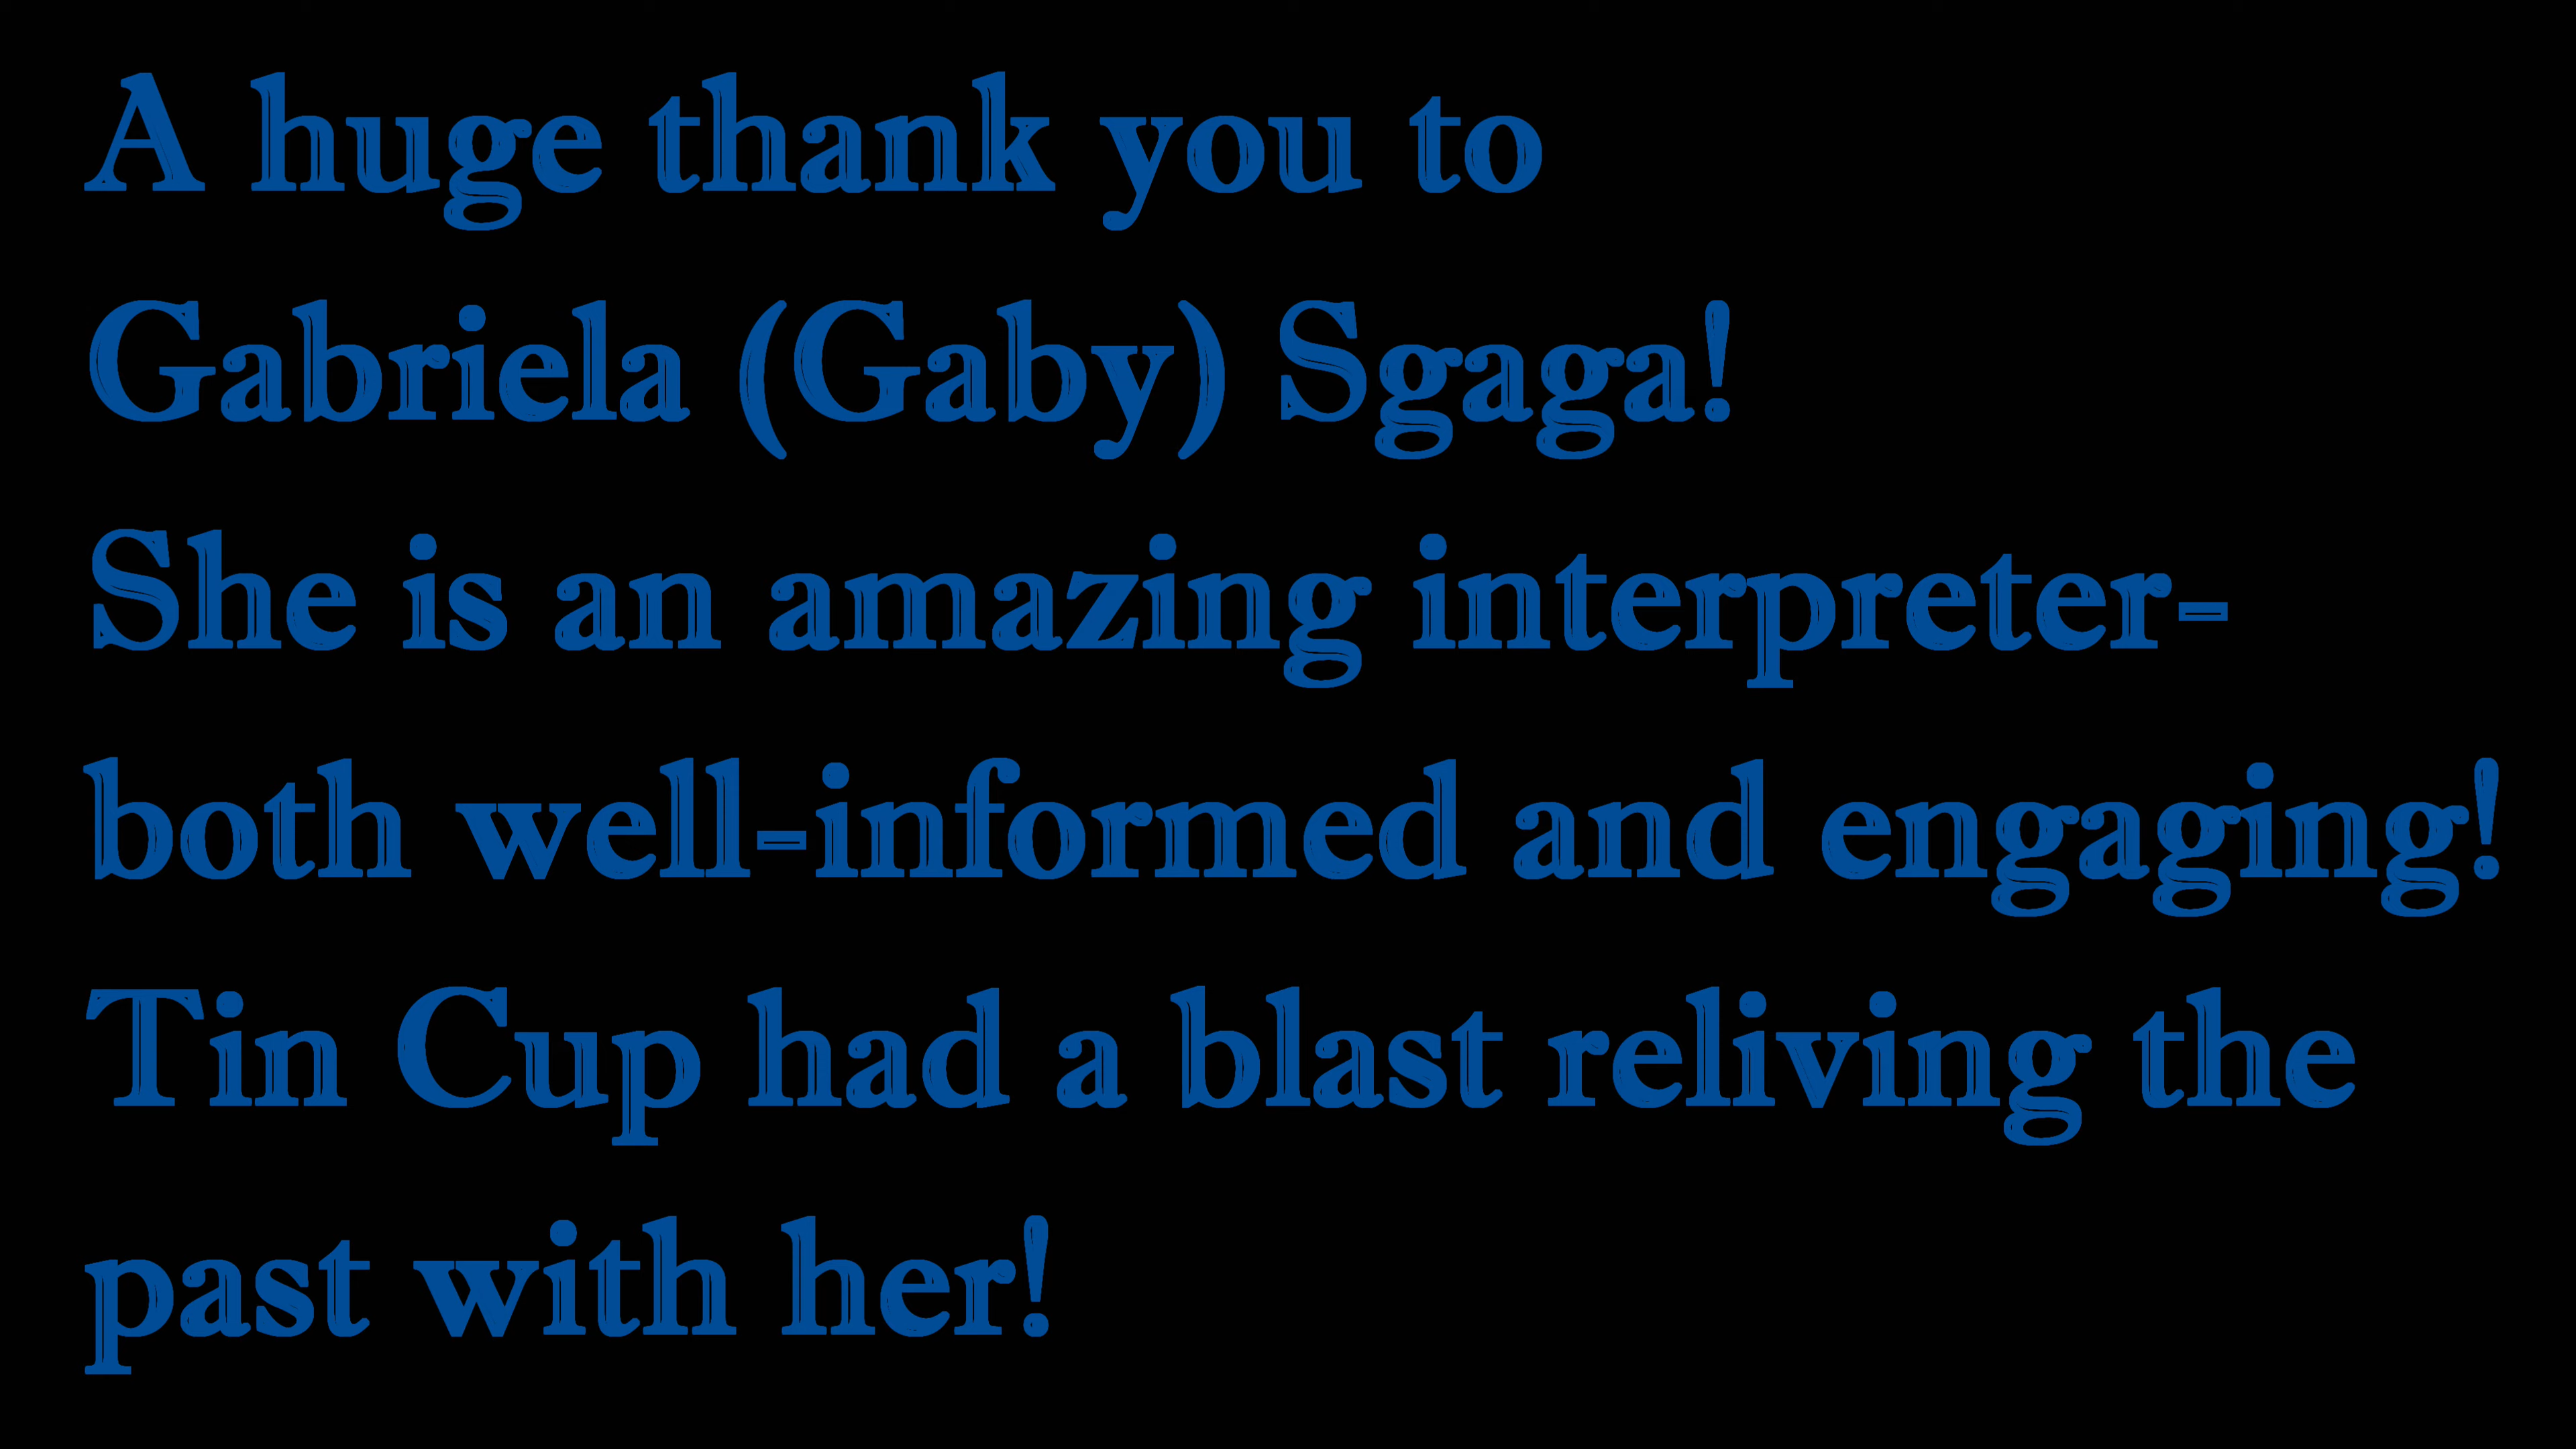 A huge thank you to
Gabriela (Gaby) Sgaga!
She is an amazing interpreter-
both well-informed and engaging!
Tin Cup had a blast reliving the
past with her!